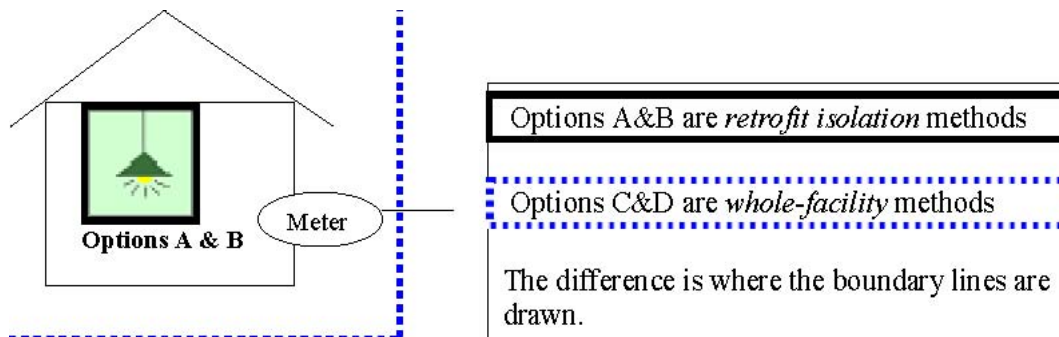 Options A & B
Meter
Options A&B are retrofit isolation methods
Options C&D are whole-facility methods
The difference is where the boundary lines are
drawn.